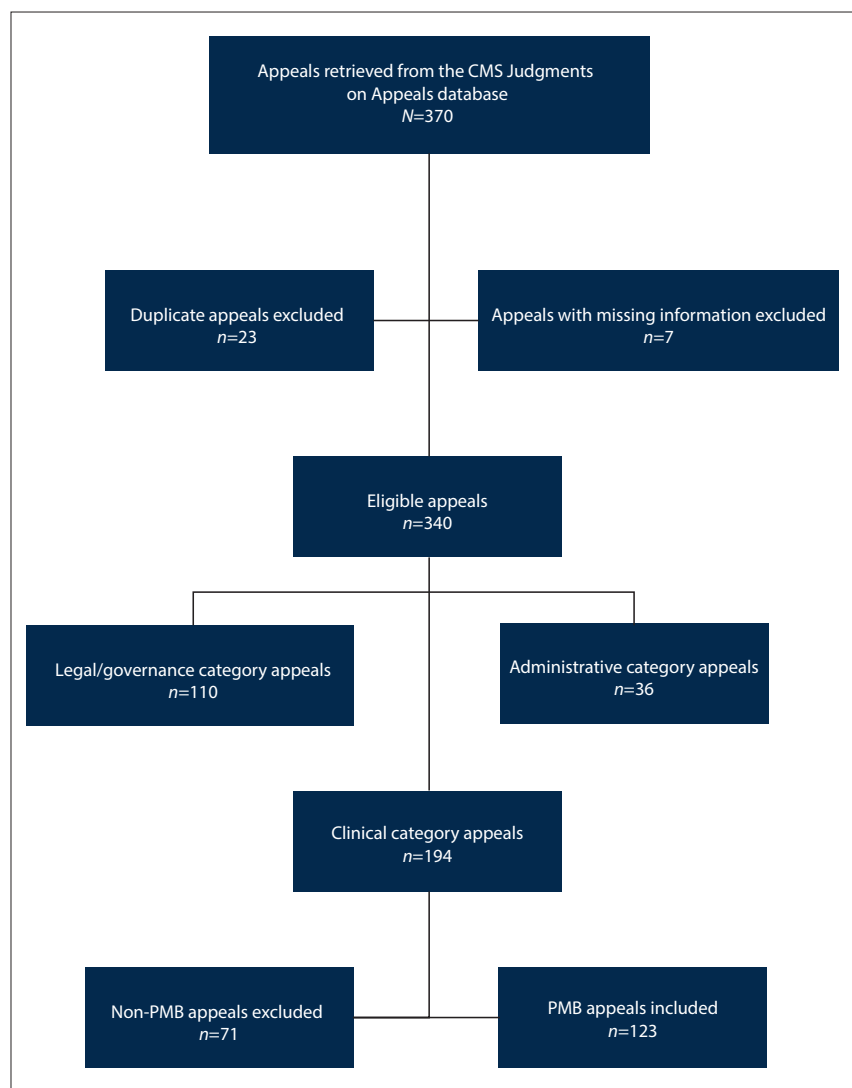 Appeals retrieved from the CMS Judgments
on Appeals database
N=370
Duplicate appeals excluded
n=23
Appeals with missing information excluded
n=7
Eligible appeals
n=340
Legal/governance category appeals
n=110
Administrative category appeals
n=36
Clinical category appeals
n=194
Non-PMB appeals excluded
n=71
PMB appeals included
n=123